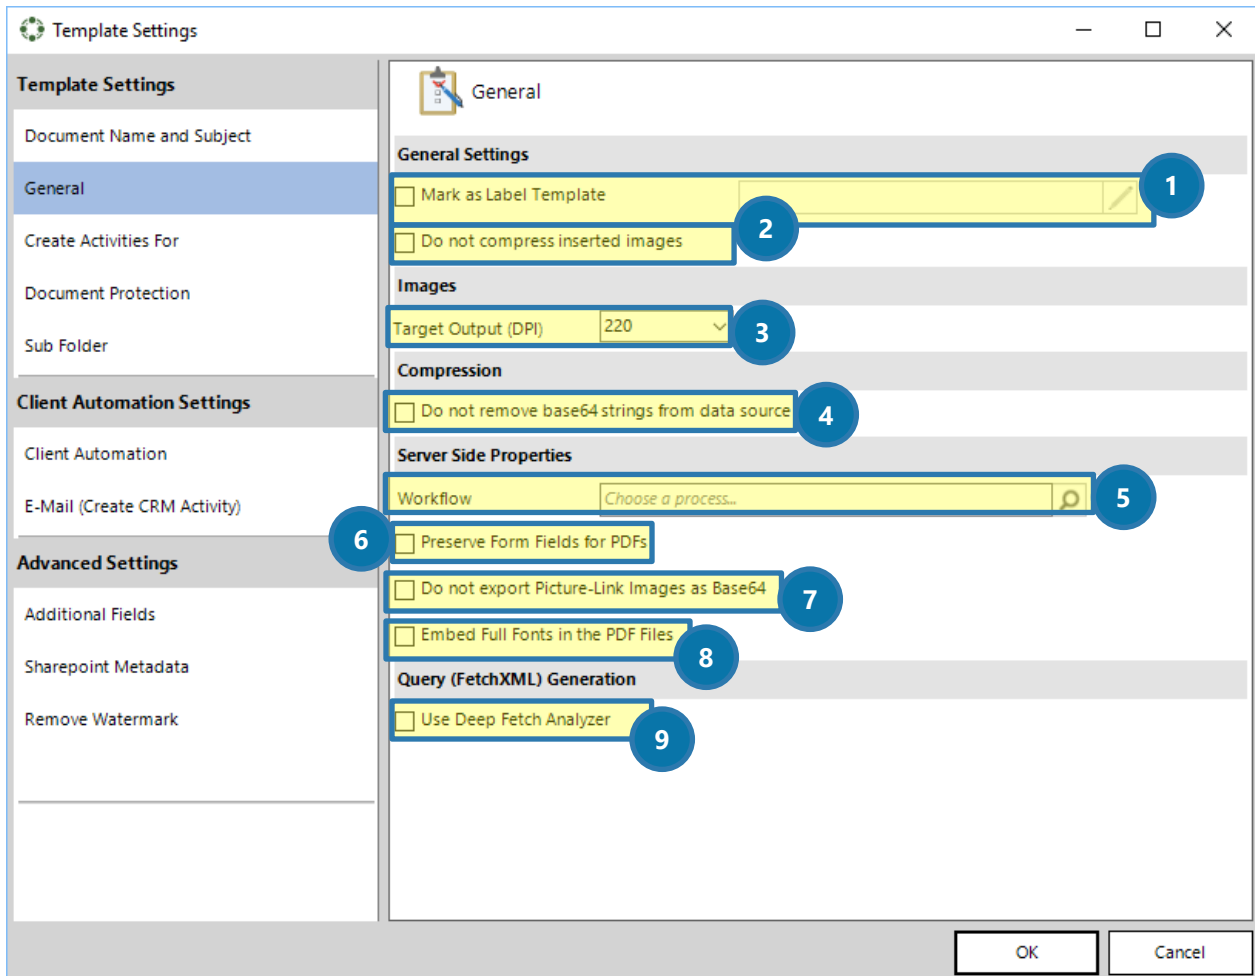 Template Settings
Template Settings
Document Name and Subject
General
Create Activities For
Document Protection
Sub Folder
Client Automation Settings
Client Automation
E-Mail (Create CRM Activity)
Advanced Settings
Additional Fields
Sharepoint Metadata
Remove Watermark
General
General Settings
Mark as Label Template
1
Do not compress inserted images
2
Images
Target Output (DPI) 220
3
Compression
Do not remove base64 strings from data source
4
Server Side Properties
Workflow Choose a process...
5
6
Preserve Form Fields for PDFs
Do not export Picture-Link Images as Base64
7
Embed Full Fonts in the PDF Files
8
Query (FetchXML) Generation
Use Deep Fetch Analyzer
9
OK Cancel